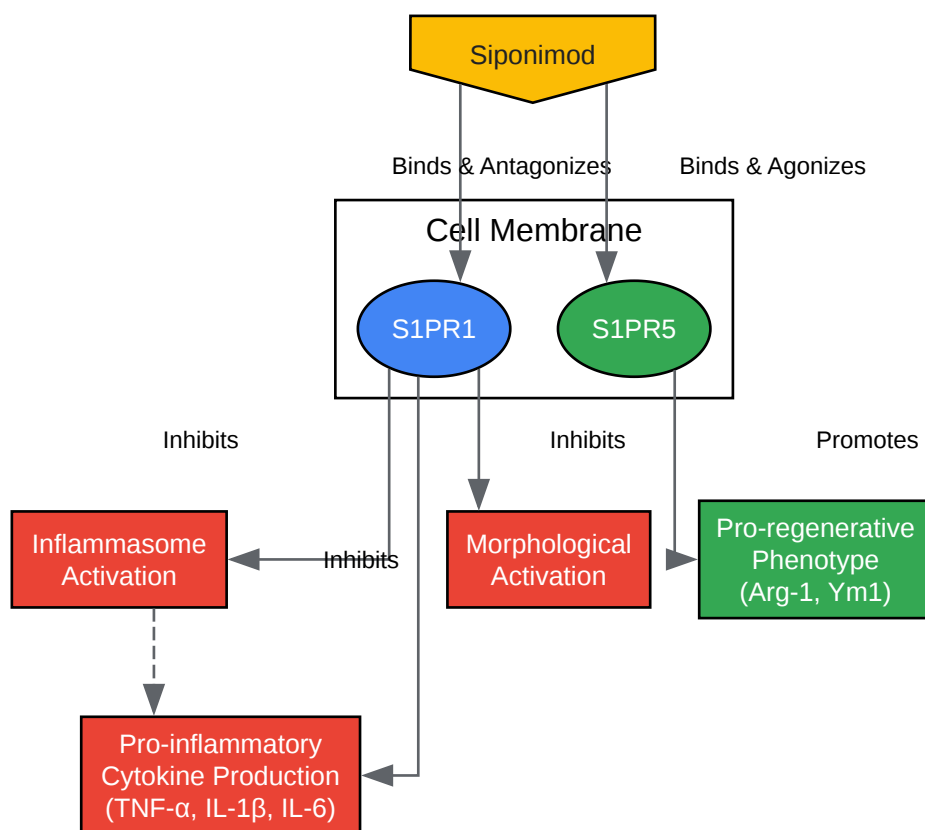 Siponimod
Binds & Antagonizes
Binds & Agonizes
Cell Membrane
S1PR1
S1PR5
Inhibits
Inhibits
Promotes
Inflammasome
Activation
Inhibits
Morphological
Activation
Pro-regenerative
Phenotype
(Arg-1, Ym1)
Pro-inflammatory
Cytokine Production
(TNF-α, IL-1β, IL-6)